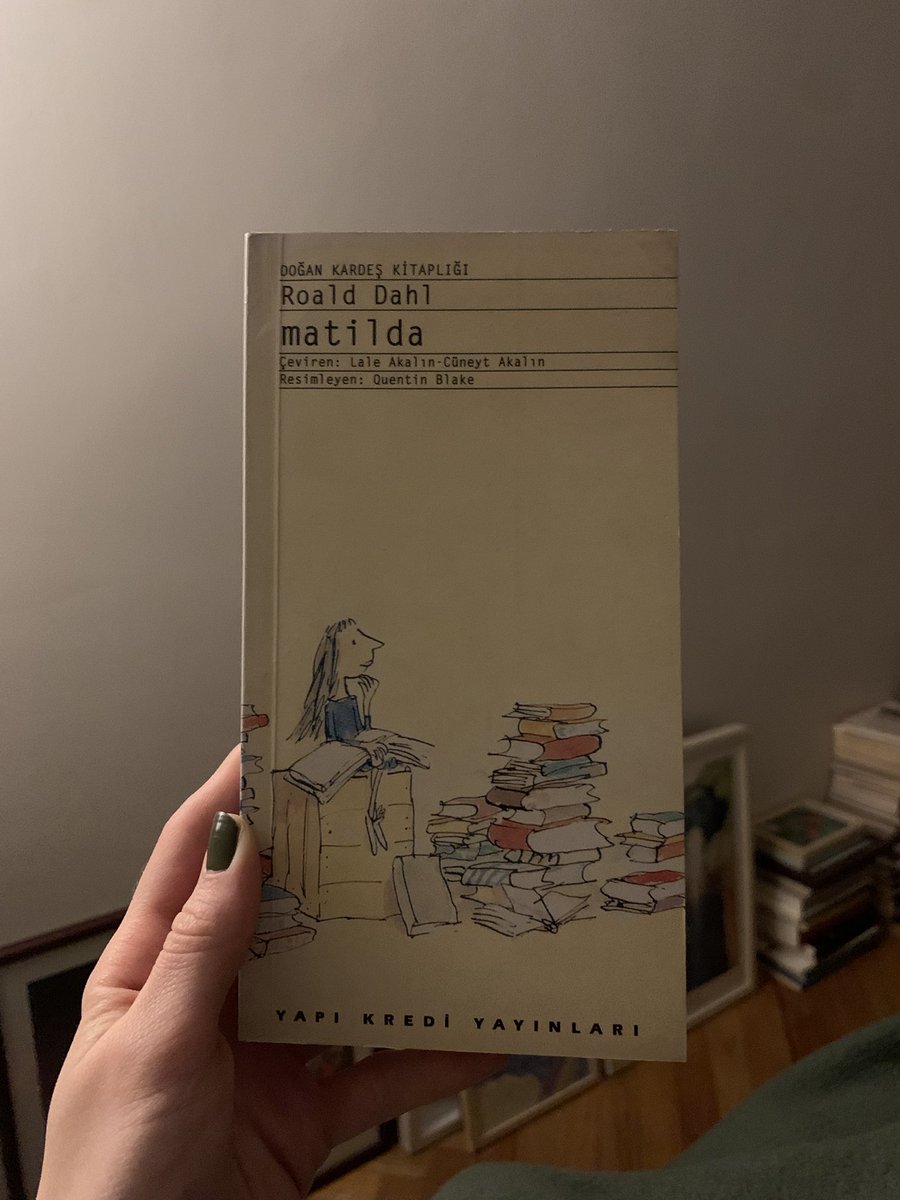 DOĞAN KARDEŞ KİTAPLIĞI
Roald Dahl
matilda
Çeviren: Lale Akalın-Cüneyt Akalın
Resimleyen: Quentin Blake
YAPI KREDİ YAYINLARI